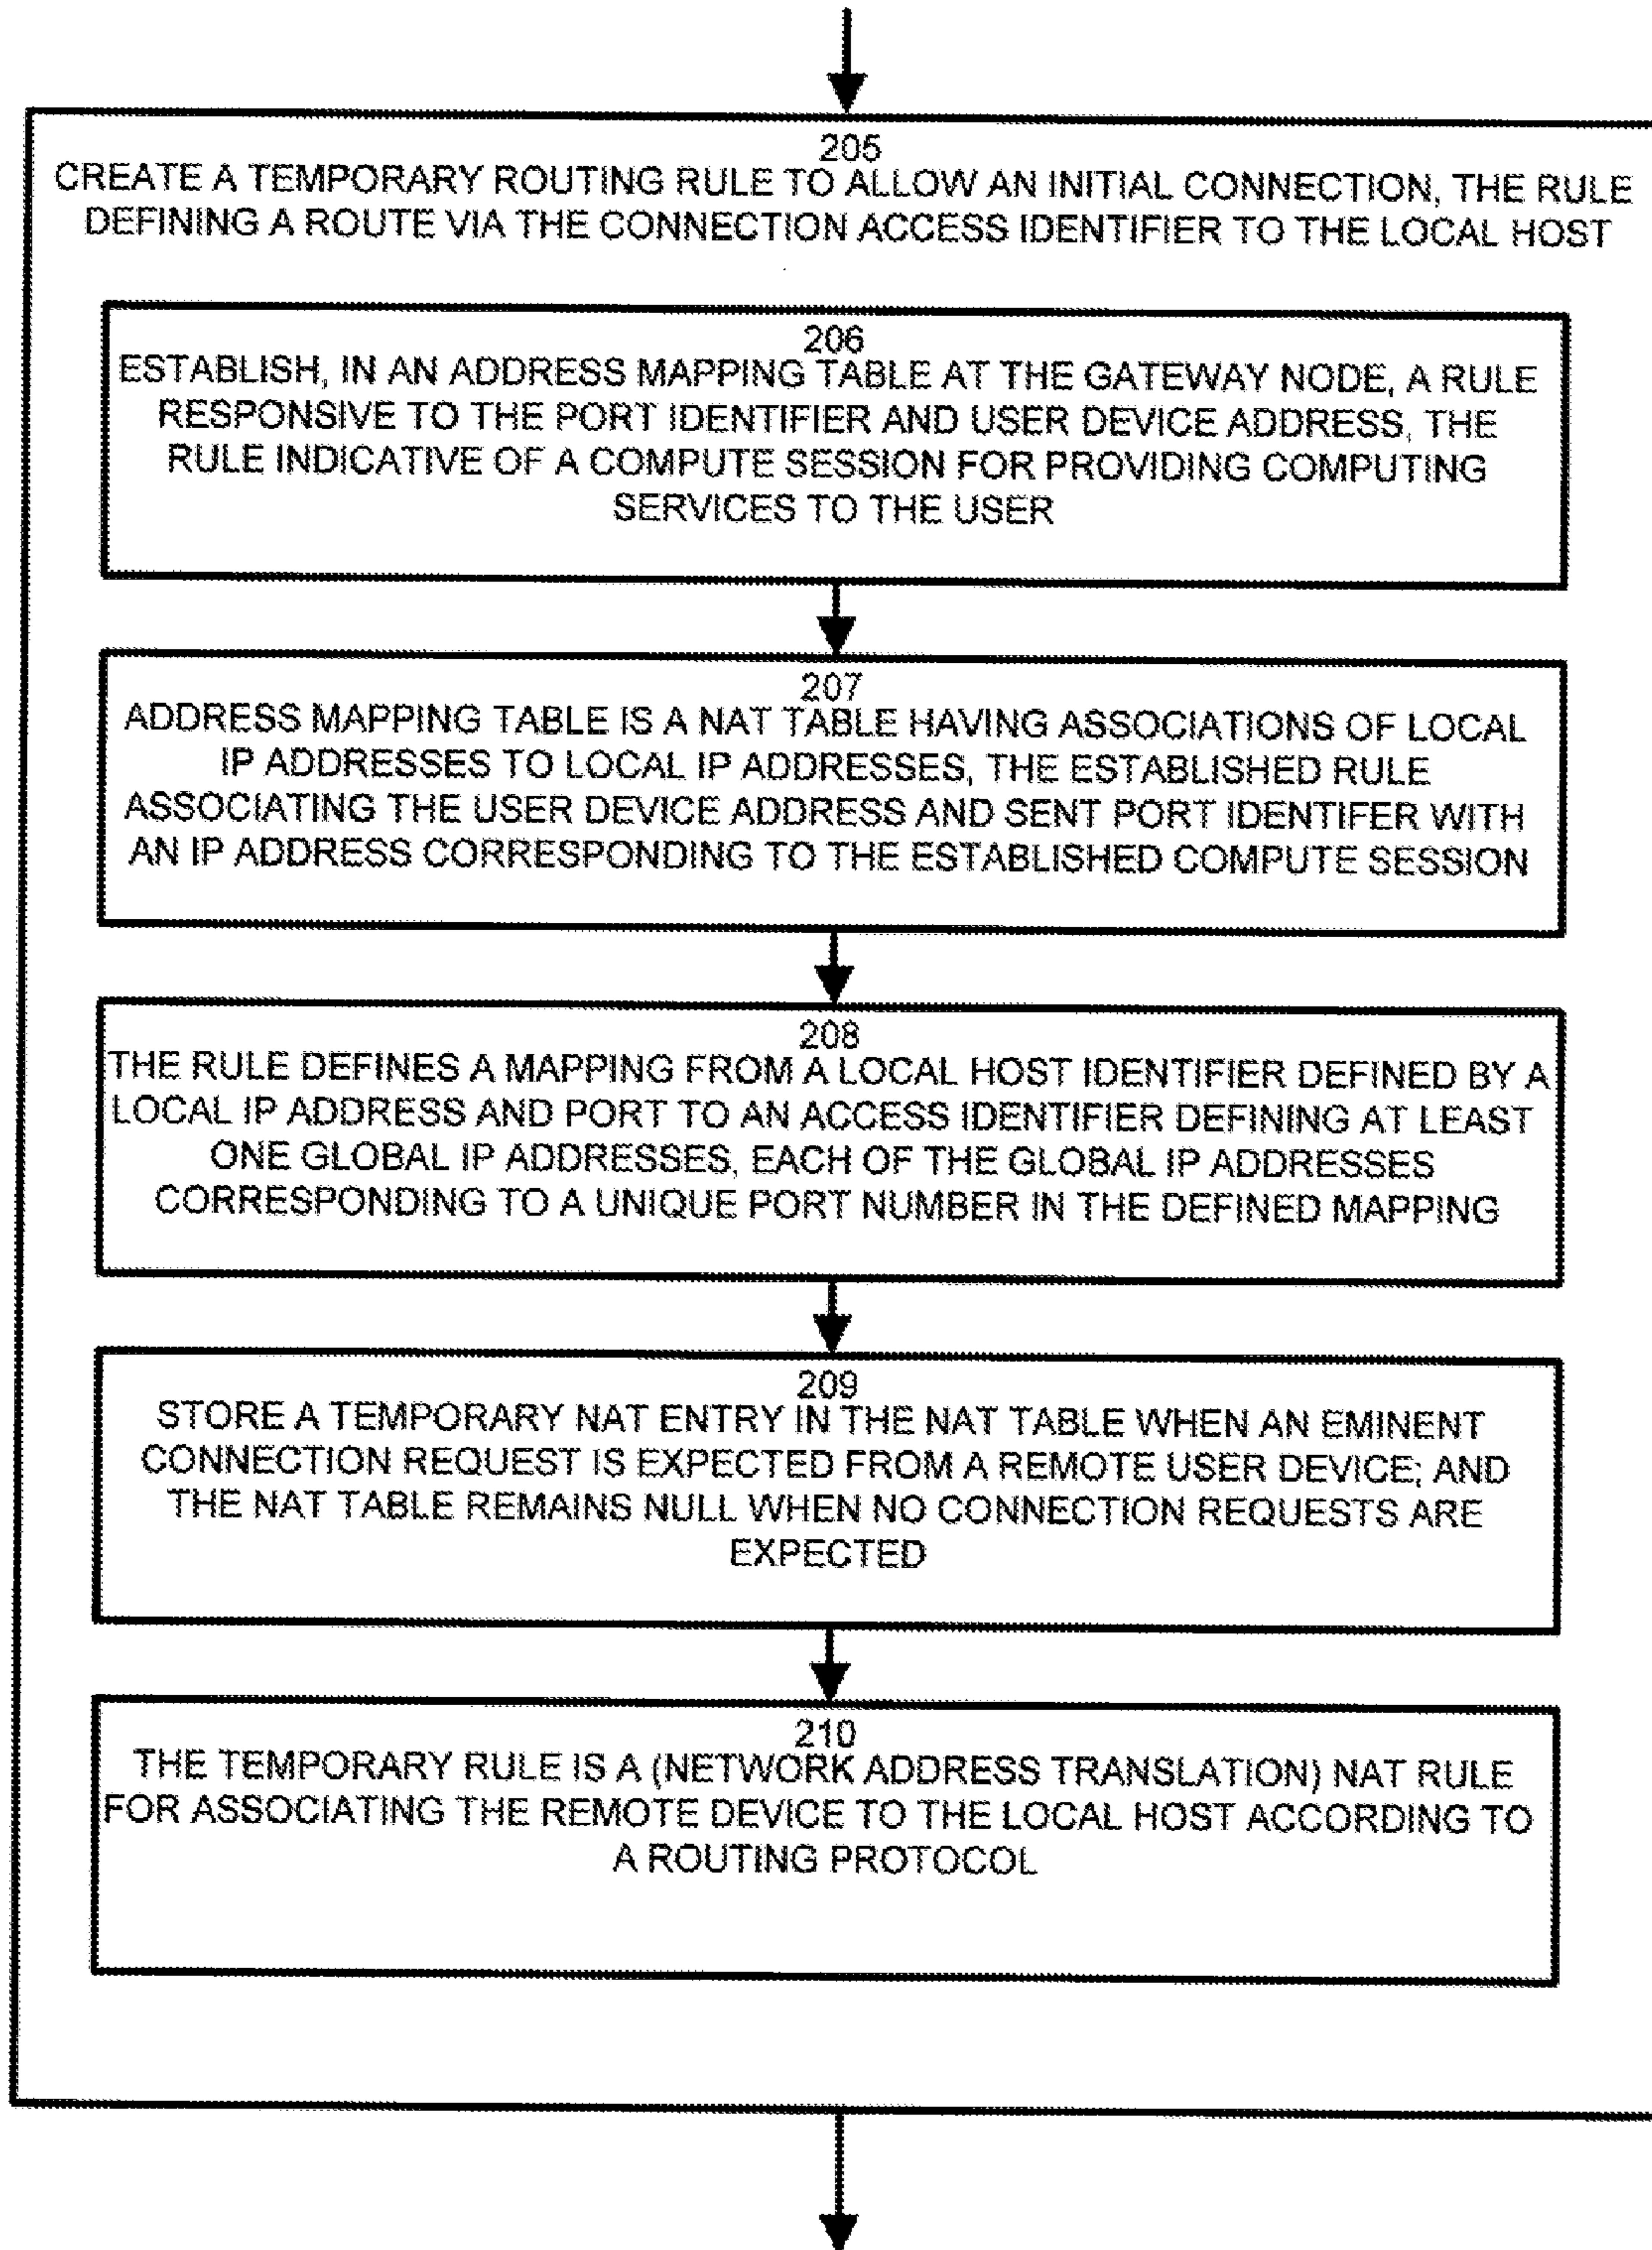 205
CREATE A TEMPORARY ROUTING RULE TO ALLOW AN INITIAL CONNECTION, THE RULE
DEFINING A ROUTE VIA THE CONNECTION ACCESS IDENTIFIER TO THE LOCAL HOST
206
ESTABLISH, IN AN ADDRESS MAPPING TABLE AT THE GATEWAY NODE, A RULE
RESPONSIVE TO THE PORT IDENTIFIER AND USER DEVICE ADDRESS, THE
RULE INDICATIVE OF A COMPUTE SESSION FOR PROVIDING COMPUTING
SERVICES TO THE USER
207
ADDRESS MAPPING TABLE IS A NAT TABLE HAVING ASSOCIATIONS OF LOCAL
IP ADDRESSES TO LOCAL IP ADDRESSES, THE ESTABLISHED RULE
ASSOCIATING THE USER DEVICE ADDRESS AND SENT PORT IDENTIFER WITH
AN IP ADDRESS CORRESPONDING TO THE ESTABLISHED COMPUTE SESSION
208
THE RULE DEFINES A MAPPING FROM A LOCAL HOST IDENTIFIER DEFINED BY A
LOCAL IP ADDRESS AND PORT TO AN ACCESS IDENTIFIER DEFINING AT LEAST
ONE GLOBAL IP ADDRESSES, EACH OF THE GLOBAL IP ADDRESSES
CORRESPONDING TO A UNIQUE PORT NUMBER IN THE DEFINED MAPPING
209
STORE A TEMPORARY NAT ENTRY IN THE NAT TABLE WHEN AN EMINENT
CONNECTION REQUEST IS EXPECTED FROM A REMOTE USER DEVICE; AND
THE NAT TABLE REMAINS NULL WHEN NO CONNECTION REQUESTS ARE
EXPECTED
210
THE TEMPORARY RULE IS A (NETWORK ADDRESS TRANSLATION) NAT RULE
FOR ASSOCIATING THE REMOTE DEVICE TO THE LOCAL HOST ACCORDING TO
A ROUTING PROTOCOL